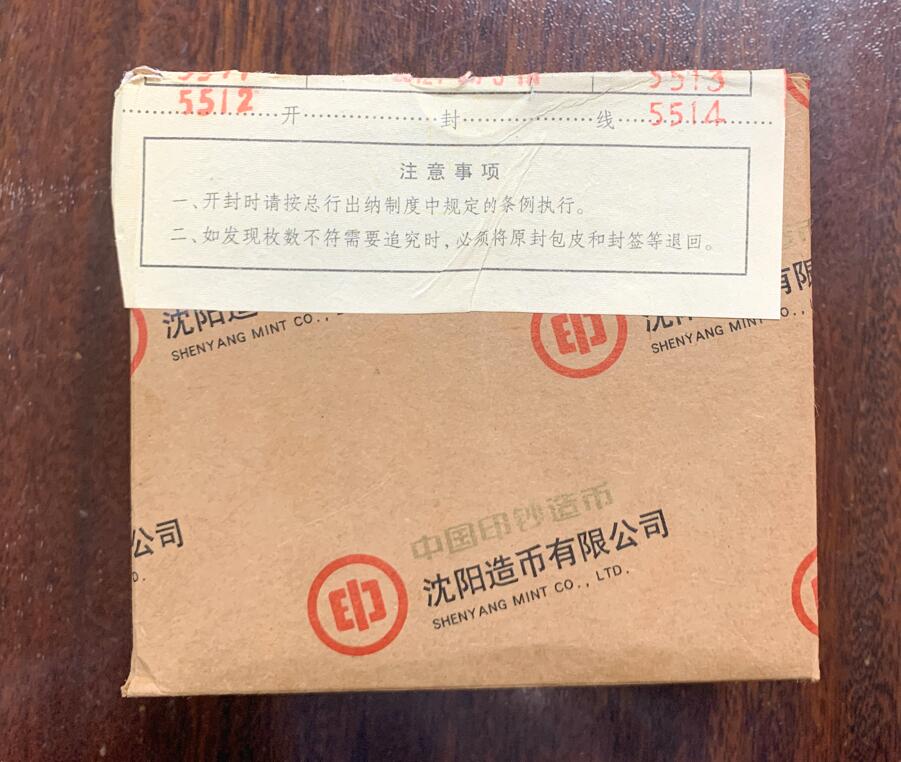 5513
5512 开 封 线 5514
注意事项
一、开封时请按总行出纳制度中规定的条例执行。
二、如发现枚数不符需要追究时,必须将原封包皮和封签等退回。
沈阳造
SHENYANG MINT CO.,
沈阳
SHENYANG MINT
有限
公司
中国印钞造币
沈阳造币有限公司
SHENYANG MINT CO., LTD.